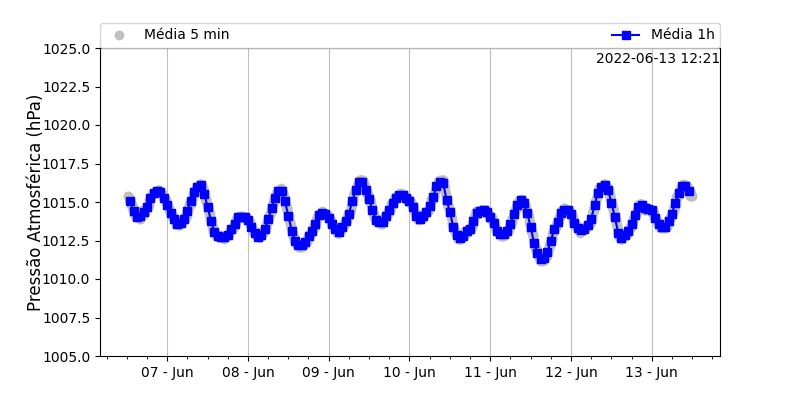 Média 5 min
Média 1h
2022-06-13 12:21
Pressão Atmosférica (hPa)
1025.0
1022.5
1020.0
1017.5
1015.0
1012.5
1010.0
1007.5
1005.0
07 - Jun
08 - Jun
09 - Jun
10 - Jun
11 - Jun
12 - Jun
13 - Jun